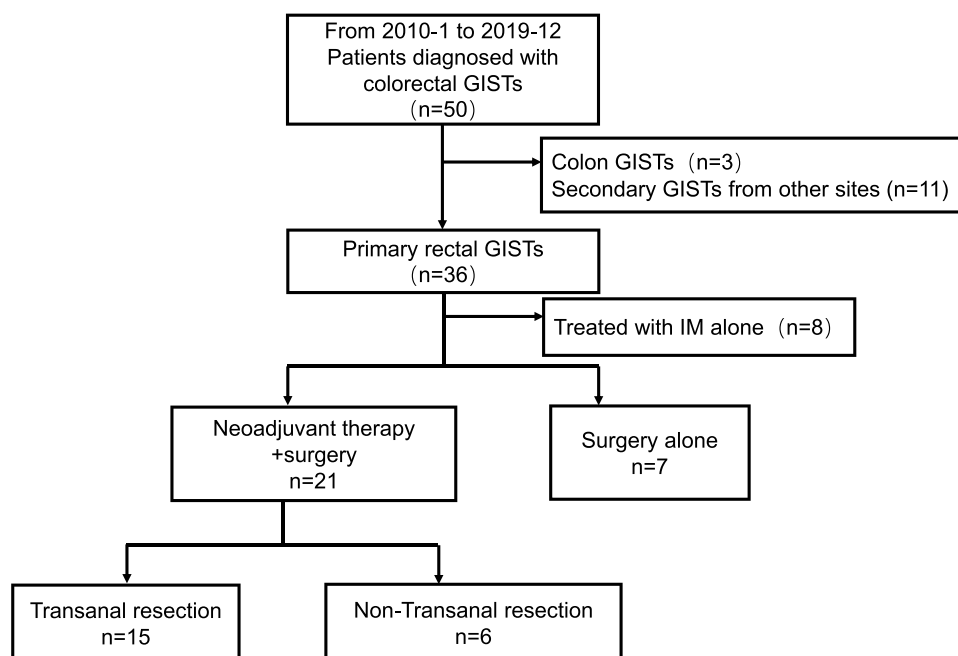 From 2010-1 to 2019-12
Patients diagnosed with
colorectal GISTs
（n=50）
Colon GISTs（n=3）
Secondary GISTs from other sites (n=11)
Primary rectal GISTs
（n=36）
Treated with IM alone（n=8）
Neoadjuvant therapy
+surgery
n=21
Surgery alone
n=7
Transanal resection
n=15
Non-Transanal resection
n=6